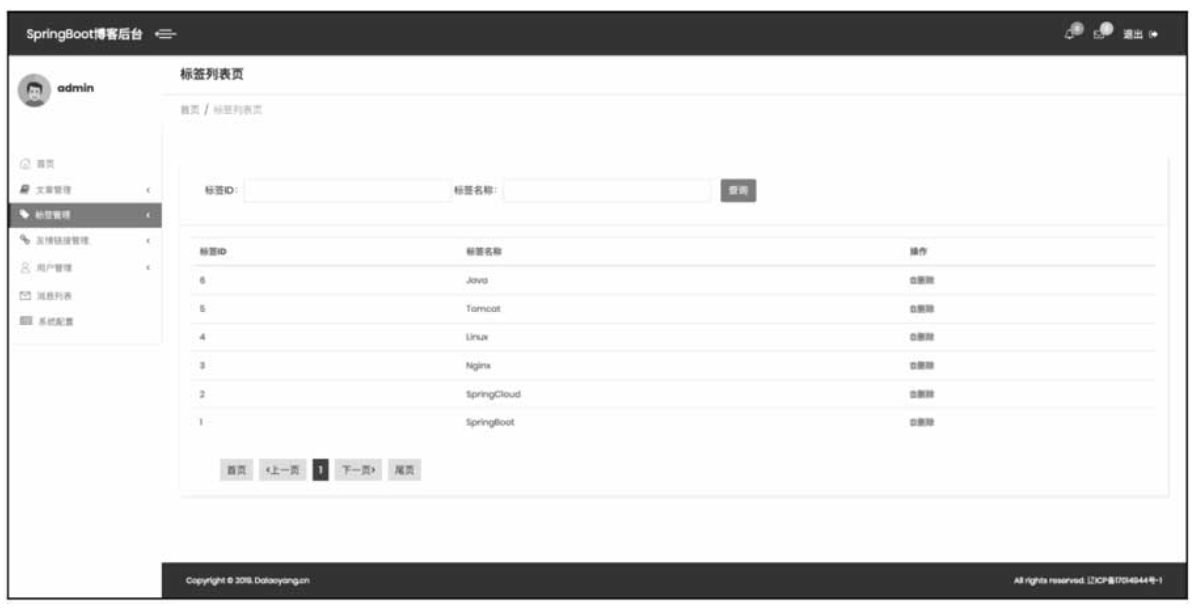 SpringBoot博客后台
退出
admin
标签列表页
首页 / 标签列表页
首页
文章管理
标签管理
友情链接管理
用户管理
消息列表
系统配置
标签ID:
标签名称:
查询
标签ID 标签名称 操作
6 Java 删除
5 Tomcat 删除
4 Linux 删除
3 Nginx 删除
2 SpringCloud 删除
1 SpringBoot 删除
首页 ‹上一页 1 下一页› 尾页
Copyright © 2019. Dalaoyang.cn
All rights reserved. 辽ICP备17014944号-1